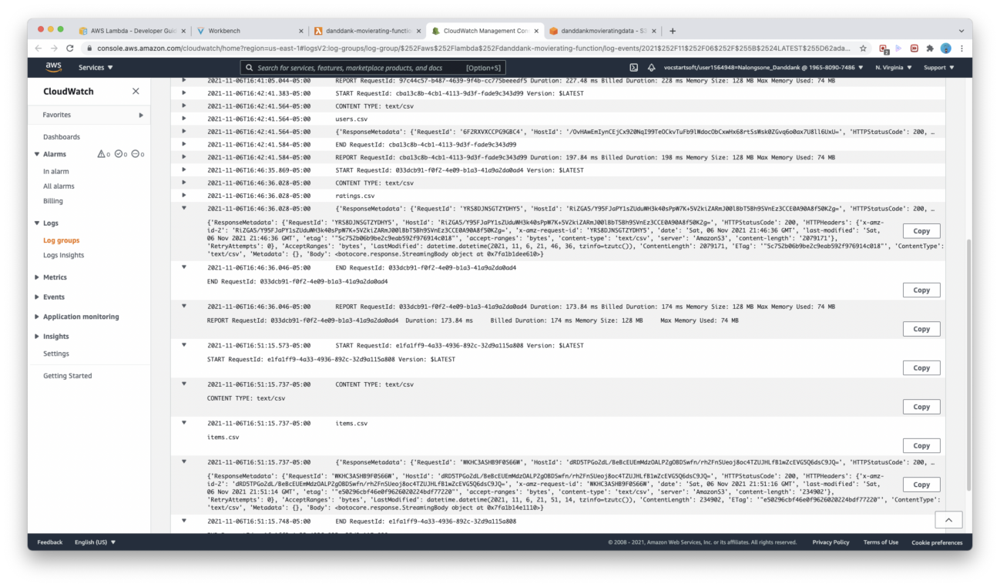 AWS Lambda - Developer Guid
Workbench
danddank-movierating-functio
CloudWatch Management Con
danddankmovieratingdata - S3
console.aws.amazon.com/cloudwatch/home?region=us-east-1#logsV2:log-groups/log-group/$252Faws$252Flambda$252Fdanddank-movierating-function/log-events/2021$252F11$252F06$252F$255B$2524LATEST$255D62ada...
aws
Services
Search for services, features, marketplace products, and docs [Option+S]
vocstartsoft/user1564948=Nalongsone_Danddank @ 1965-8090-7486
N. Virginia
Support
CloudWatch
Favorites
Dashboards
Alarms 0 0 0
In alarm
All alarms
Billing
Logs
Log groups
Logs Insights
Metrics
Events
Application monitoring
Insights
Settings
Getting Started
2021-11-06T16:41:05.044-05:00 REPORT RequestId: 97c44c57-b487-4639-9f4b-cc775beeedf5 Duration: 227.48 ms Billed Duration: 228 ms Memory Size: 128 MB Max Memory Used: 74 MB
2021-11-06T16:42:41.383-05:00 START RequestId: cba13c8b-4cb1-4113-9d3f-fade9c343d99 Version: $LATEST
2021-11-06T16:42:41.564-05:00 CONTENT TYPE: text/csv
2021-11-06T16:42:41.564-05:00 users.csv
2021-11-06T16:42:41.564-05:00 {'ResponseMetadata': {'RequestId': '6F2RXVXCCPG9GBC4', 'HostId': '/OvHAwEmIynCEjCx920NqI99TeOCkvTuFb9lWdocObCxwHx68rtSsWsk0ZGvq6o0ax7U8ll6UxU=', 'HTTPStatusCode': 200, …
2021-11-06T16:42:41.584-05:00 END RequestId: cba13c8b-4cb1-4113-9d3f-fade9c343d99
2021-11-06T16:42:41.584-05:00 REPORT RequestId: cba13c8b-4cb1-4113-9d3f-fade9c343d99 Duration: 197.84 ms Billed Duration: 198 ms Memory Size: 128 MB Max Memory Used: 74 MB
2021-11-06T16:46:35.869-05:00 START RequestId: 033dcb91-f0f2-4e09-b1a3-41a9a2da0ad4 Version: $LATEST
2021-11-06T16:46:36.028-05:00 CONTENT TYPE: text/csv
2021-11-06T16:46:36.028-05:00 ratings.csv
2021-11-06T16:46:36.028-05:00 {'ResponseMetadata': {'RequestId': 'YRS8DJNSGTZYDHY5', 'HostId': 'RiZGA5/Y95FJaPY1sZUduWH3k40sPpW7K+5V2kiZARmJ00lBbT5Bh9SVnEz3CCE0A90A8f50K2g=', 'HTTPStatusCode': 200, …
{'ResponseMetadata': {'RequestId': 'YRS8DJNSGTZYDHY5', 'HostId': 'RiZGA5/Y95FJaPY1sZUduWH3k40sPpW7K+5V2kiZARmJ00lBbT5Bh9SVnEz3CCE0A90A8f50K2g=', 'HTTPStatusCode': 200, 'HTTPHeaders': {'x-amz-
id-2': 'RiZGA5/Y95FJaPY1sZUduWH3k40sPpW7K+5V2kiZARmJ00lBbT5Bh9SVnEz3CCE0A90A8f50K2g=', 'x-amz-request-id': 'YRS8DJNSGTZYDHY5', 'date': 'Sat, 06 Nov 2021 21:46:36 GMT', 'last-modified': 'Sat,
06 Nov 2021 21:46:36 GMT', 'etag': '"5c752b06b9be2c9eab592f976914c018"', 'accept-ranges': 'bytes', 'content-type': 'text/csv', 'server': 'AmazonS3', 'content-length': '2079171'},
'RetryAttempts': 0}, 'AcceptRanges': 'bytes', 'LastModified': datetime.datetime(2021, 11, 6, 21, 46, 36, tzinfo=tzutc()), 'ContentLength': 2079171, 'ETag': '"5c752b06b9be2c9eab592f976914c018"', 'ContentType':
'text/csv', 'Metadata': {}, 'Body': <botocore.response.StreamingBody object at 0x7fa1b1dee610>}
Copy
2021-11-06T16:46:36.046-05:00 END RequestId: 033dcb91-f0f2-4e09-b1a3-41a9a2da0ad4
END RequestId: 033dcb91-f0f2-4e09-b1a3-41a9a2da0ad4
Copy
2021-11-06T16:46:36.046-05:00 REPORT RequestId: 033dcb91-f0f2-4e09-b1a3-41a9a2da0ad4 Duration: 173.84 ms Billed Duration: 174 ms Memory Size: 128 MB Max Memory Used: 74 MB
REPORT RequestId: 033dcb91-f0f2-4e09-b1a3-41a9a2da0ad4 Duration: 173.84 ms Billed Duration: 174 ms Memory Size: 128 MB Max Memory Used: 74 MB
Copy
2021-11-06T16:51:15.573-05:00 START RequestId: e1fa1ff9-4a33-4936-892c-32d9a115a808 Version: $LATEST
START RequestId: e1fa1ff9-4a33-4936-892c-32d9a115a808 Version: $LATEST
Copy
2021-11-06T16:51:15.737-05:00 CONTENT TYPE: text/csv
CONTENT TYPE: text/csv
Copy
2021-11-06T16:51:15.737-05:00 items.csv
items.csv
Copy
2021-11-06T16:51:15.737-05:00 {'ResponseMetadata': {'RequestId': 'WKHC3ASHB9F0S66W', 'HostId': 'dRD5TPGo2dL/BeBcEUEmMdzOALP2gOBDSwfn/rh2FnSUeoj8oc4TZUJHLfB1wZcEVG5Q6dsC9JQ=', 'HTTPStatusCode': 200, …
{'ResponseMetadata': {'RequestId': 'WKHC3ASHB9F0S66W', 'HostId': 'dRD5TPGo2dL/BeBcEUEmMdzOALP2gOBDSwfn/rh2FnSUeoj8oc4TZUJHLfB1wZcEVG5Q6dsC9JQ=', 'HTTPStatusCode': 200, 'HTTPHeaders': {'x-amz-
id-2': 'dRD5TPGo2dL/BeBcEUEmMdzOALP2gOBDSwfn/rh2FnSUeoj8oc4TZUJHLfB1wZcEVG5Q6dsC9JQ=', 'x-amz-request-id': 'WKHC3ASHB9F0S66W', 'date': 'Sat, 06 Nov 2021 21:51:16 GMT', 'last-modified': 'Sat,
06 Nov 2021 21:51:14 GMT', 'etag': '"e50296cbf46e0f9626020224bdf77220"', 'accept-ranges': 'bytes', 'content-type': 'text/csv', 'server': 'AmazonS3', 'content-length': '234902'},
'RetryAttempts': 0}, 'AcceptRanges': 'bytes', 'LastModified': datetime.datetime(2021, 11, 6, 21, 51, 14, tzinfo=tzutc()), 'ContentLength': 234902, 'ETag': '"e50296cbf46e0f9626020224bdf77220"', 'ContentType':
'text/csv', 'Metadata': {}, 'Body': <botocore.response.StreamingBody object at 0x7fa1b14e1110>}
Copy
2021-11-06T16:51:15.748-05:00 END RequestId: e1fa1ff9-4a33-4936-892c-32d9a115a808
Feedback
English (US)
© 2008 - 2021, Amazon Web Services, Inc. or its affiliates. All rights reserved.
Privacy Policy
Terms of Use
Cookie preferences